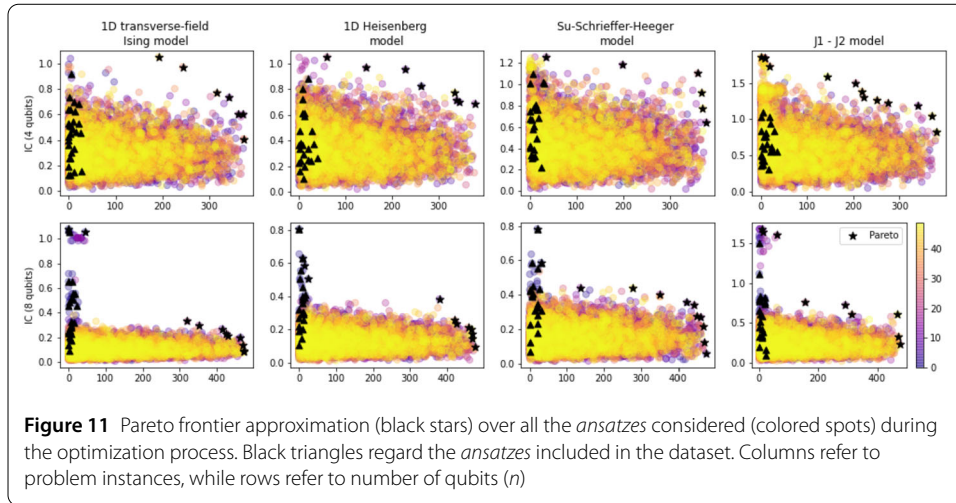 1D transverse-field
Ising model
1D Heisenberg
model
Su-Schrieffer-Heeger
model
J1 - J2 model
IC (4 qubits)
1.0
0.8
0.6
0.4
0.2
0.0
0 100 200 300
1.0
0.8
0.6
0.4
0.2
0.0
0 100 200 300
1.2
1.0
0.8
0.6
0.4
0.2
0.0
0 100 200 300
1.5
1.0
0.5
0.0
0 100 200 300
IC (8 qubits)
1.0
0.8
0.6
0.4
0.2
0.0
0 100 200 300 400
0.8
0.6
0.4
0.2
0.0
0 100 200 300 400
0.8
0.6
0.4
0.2
0.0
0 200 400
1.5
1.0
0.5
0.0
0 200 400
Pareto
40
30
20
10
0
Figure 11 Pareto frontier approximation (black stars) over all the ansatzes considered (colored spots) during
the optimization process. Black triangles regard the ansatzes included in the dataset. Columns refer to
problem instances, while rows refer to number of qubits (n)